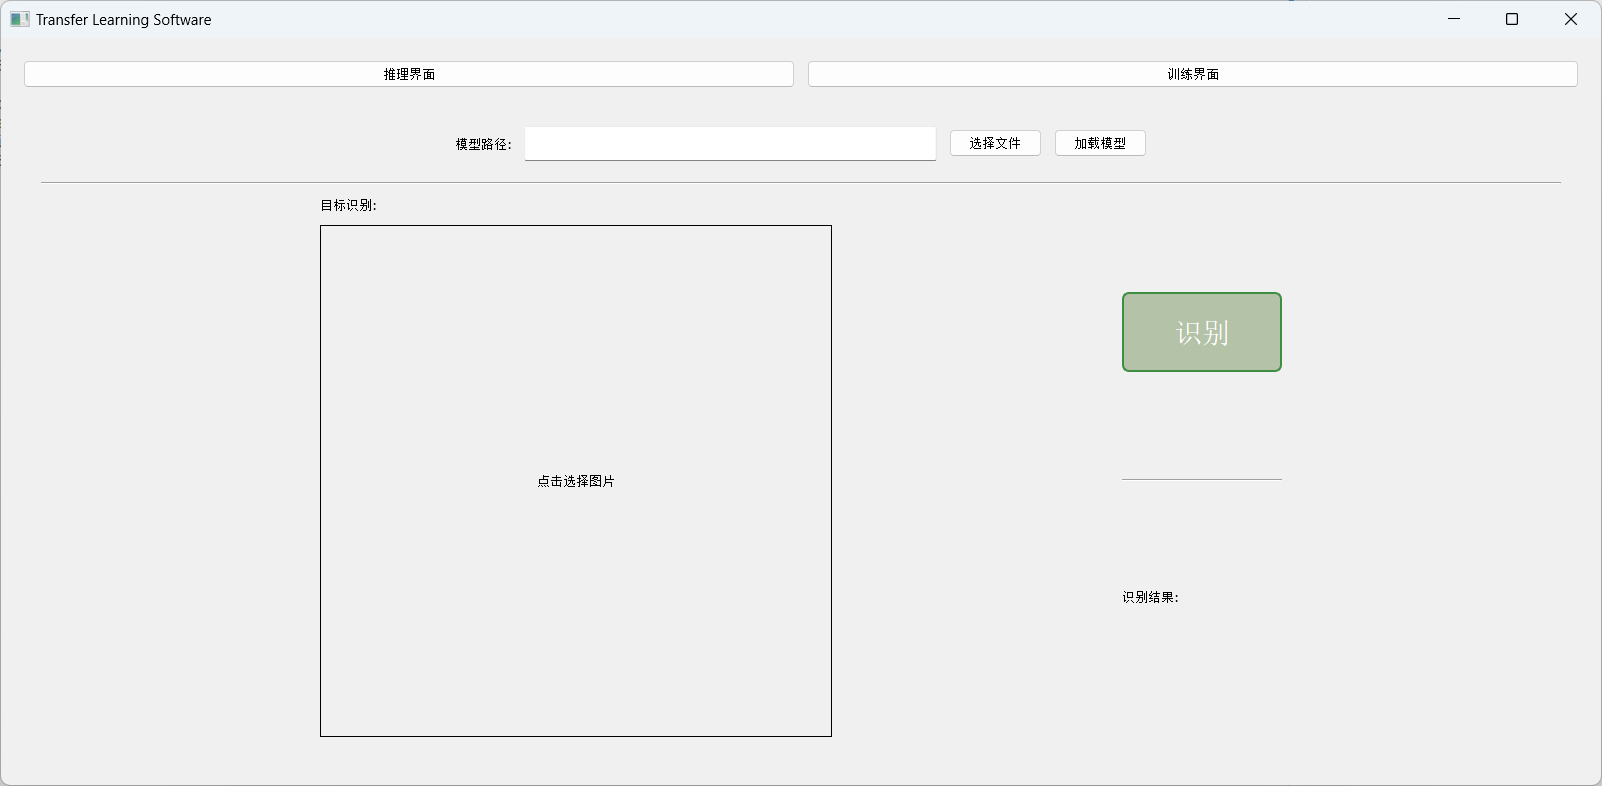 Transfer Learning Software
推理界面
训练界面
模型路径:
选择文件
加载模型
目标识别:
点击选择图片
识别
识别结果: